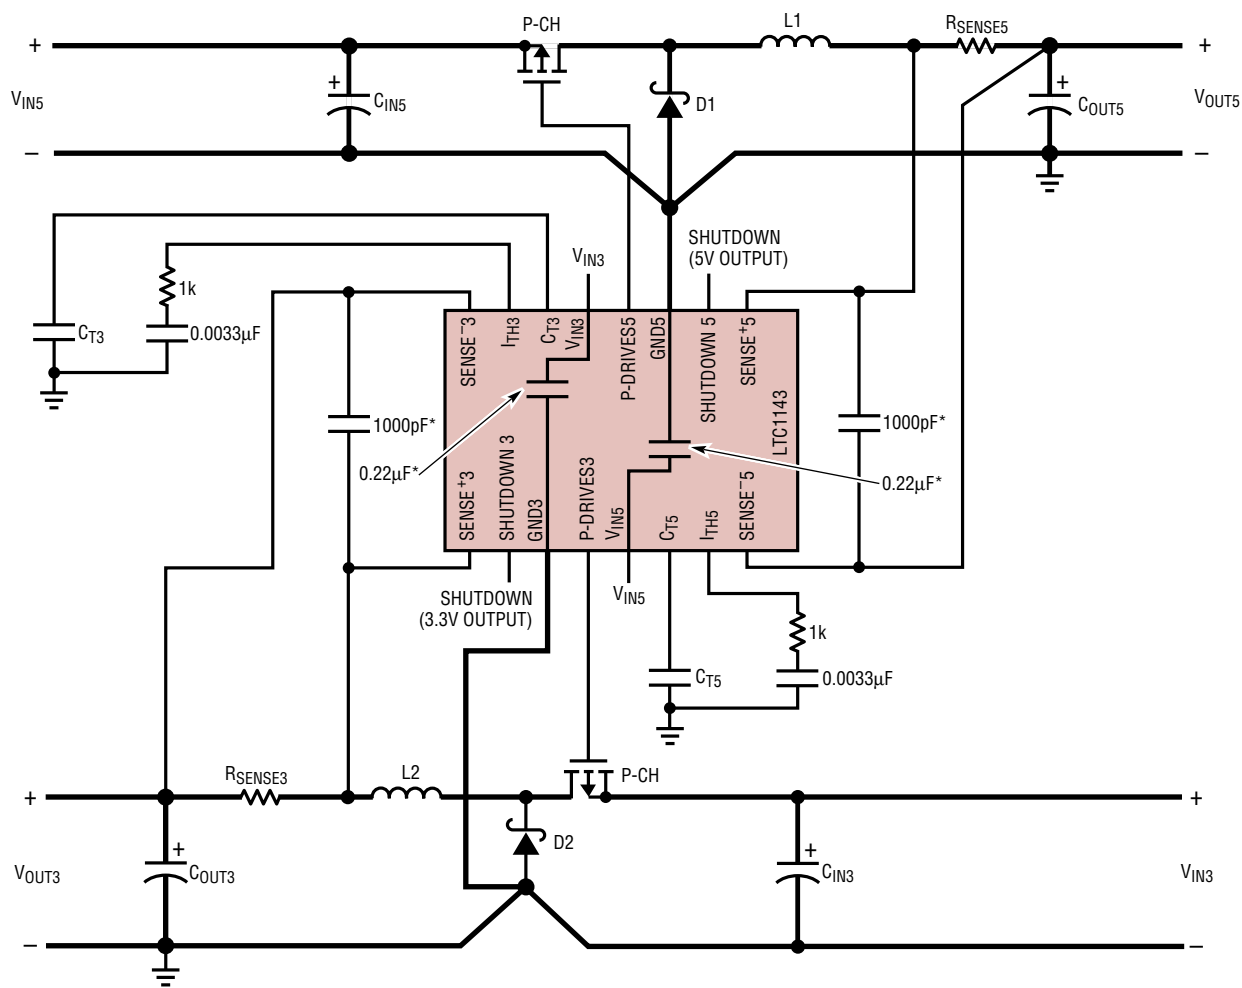 P-CH
L1
RSENSE5
+
+
VIN5
+
CIN5
D1
+
COUT5
VOUT5
–
–
SHUTDOWN
(5V OUTPUT)
VIN3
1k
CT3
0.0033µF
SENSE–3
ITH3
CT3
VIN3
P-DRIVES5
GND5
SHUTDOWN 5
SENSE+5
LTC1143
1000pF*
1000pF*
0.22µF*
0.22µF*
SENSE+3
SHUTDOWN 3
GND3
P-DRIVES3
VIN5
CT5
ITH5
SENSE–5
SHUTDOWN
(3.3V OUTPUT)
VIN5
1k
CT5
0.0033µF
RSENSE3
L2
P-CH
+
+
VOUT3
+
COUT3
D2
+
CIN3
VIN3
–
–